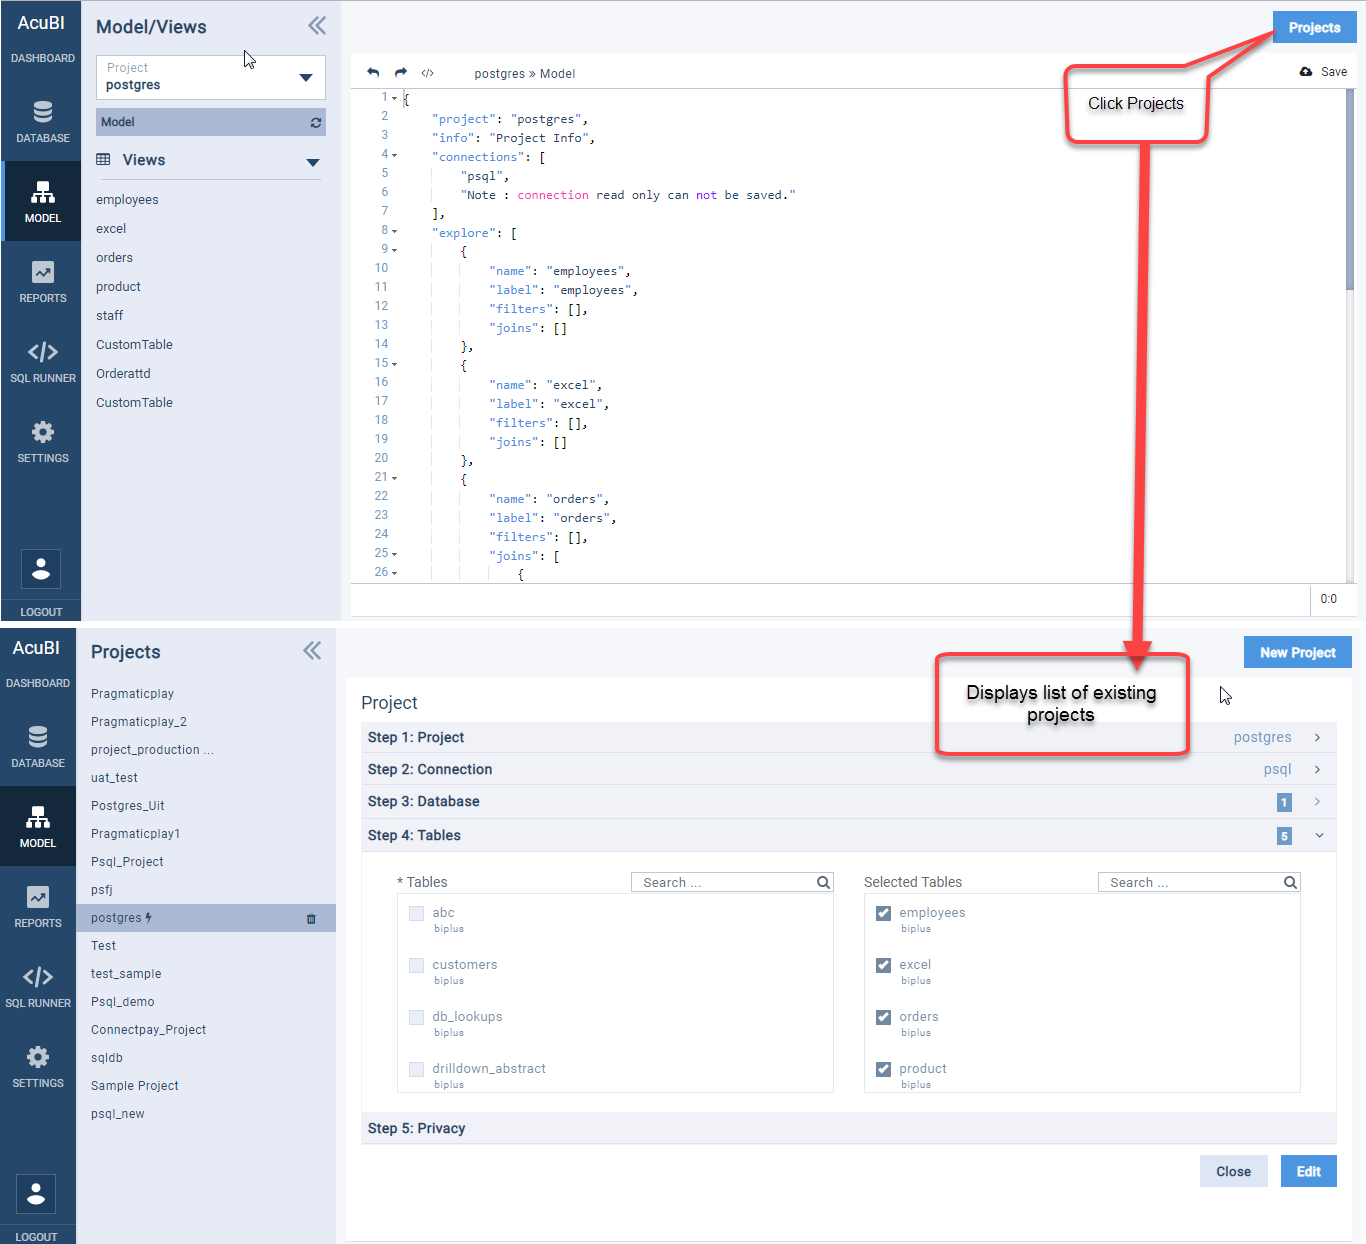 AcuBI
DASHBOARD
DATABASE
MODEL
REPORTS
SQL RUNNER
SETTINGS
LOGOUT
Model/Views
Project
postgres
Model
Views
employees
excel
orders
product
staff
CustomTable
Orderattd
CustomTable
Projects
</> postgres » Model
Save
Click Projects
1 {
2 "project": "postgres",
3 "info": "Project Info",
4 "connections": [
5 "psql",
6 "Note : connection read only can not be saved."
7 ],
8 "explore": [
9 {
10 "name": "employees",
11 "label": "employees",
12 "filters": [],
13 "joins": []
14 },
15 {
16 "name": "excel",
17 "label": "excel",
18 "filters": [],
19 "joins": []
20 },
21 {
22 "name": "orders",
23 "label": "orders",
24 "filters": [],
25 "joins": [
26 {
0:0
AcuBI
DASHBOARD
DATABASE
MODEL
REPORTS
SQL RUNNER
SETTINGS
LOGOUT
Projects
Pragmaticplay
Pragmaticplay_2
project_production ...
uat_test
Postgres_Uit
Pragmaticplay1
Psql_Project
psfj
postgres
Test
test_sample
Psql_demo
Connectpay_Project
sqldb
Sample Project
psql_new
New Project
Displays list of existing
projects
Project
Step 1: Project postgres
Step 2: Connection psql
Step 3: Database 1
Step 4: Tables 5
* Tables Search ...
abc
biplus
customers
biplus
db_lookups
biplus
drilldown_abstract
biplus
Selected Tables Search ...
employees
biplus
excel
biplus
orders
biplus
product
biplus
Step 5: Privacy
Close Edit